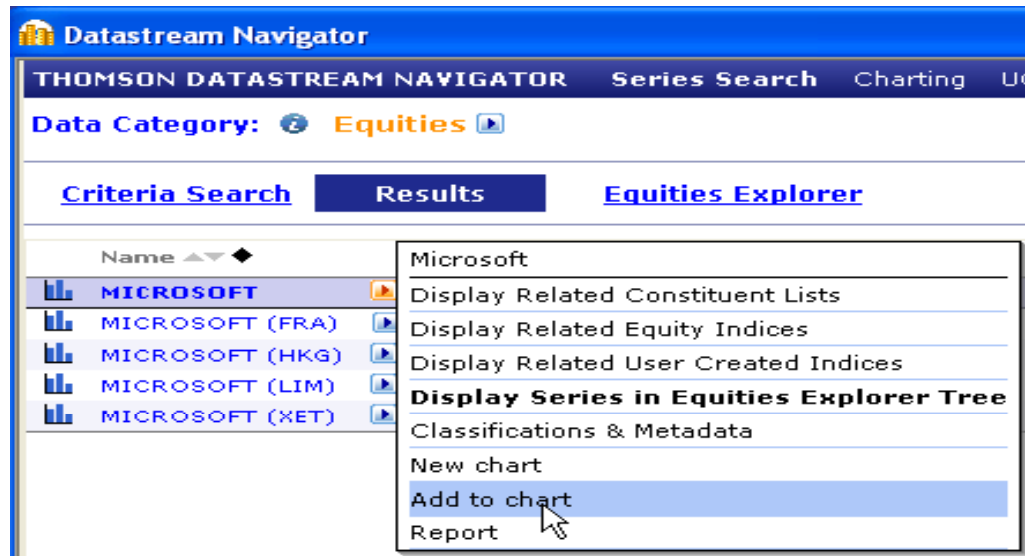 Datastream Navigator
THOMSON DATASTREAM NAVIGATOR Series Search Charting
Data Category: Equities
Criteria Search Results Equities Explorer
Name
MICROSOFT
MICROSOFT (FRA)
MICROSOFT (HKG)
MICROSOFT (LIM)
MICROSOFT (XET)
Microsoft
Display Related Constituent Lists
Display Related Equity Indices
Display Related User Created Indices
Display Series in Equities Explorer Tree
Classifications & Metadata
New chart
Add to chart
Report